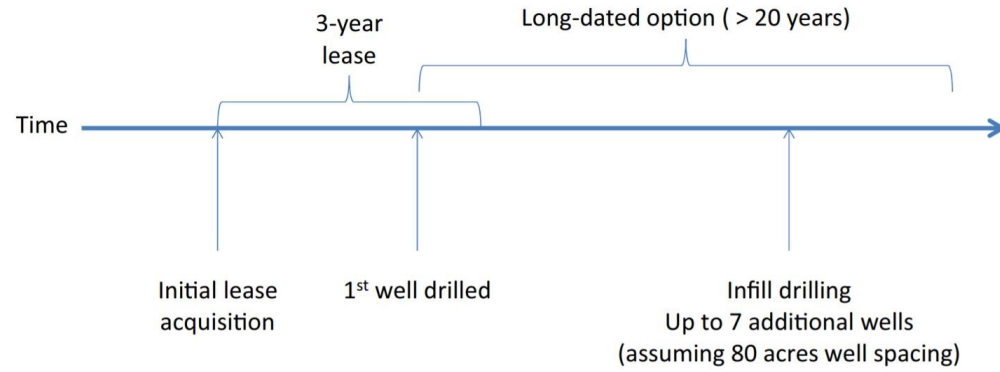 Long-dated option ( > 20 years)
3-year
lease
Time
Initial lease
acquisition
1st well drilled
Infill drilling
Up to 7 additional wells
(assuming 80 acres well spacing)